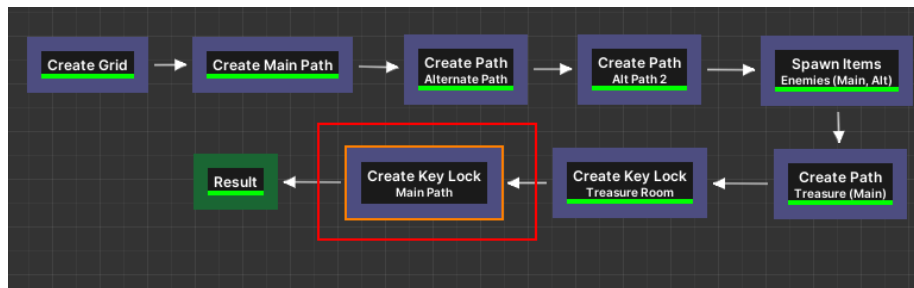 Create Grid
Create Main Path
Create Path
Alternate Path
Create Path
Alt Path 2
Spawn Items
Enemies (Main, Alt)
Result
Create Key Lock
Main Path
Create Key Lock
Treasure Room
Create Path
Treasure (Main)